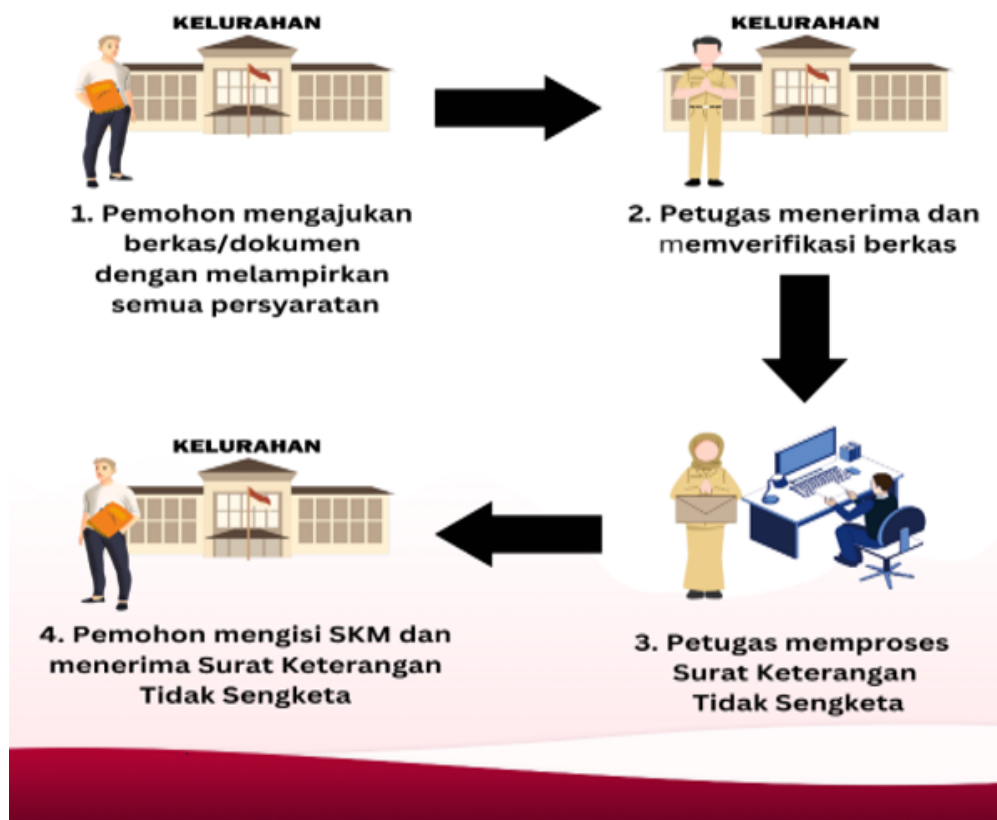 KELURAHAN
1. Pemohon mengajukan
berkas/dokumen
dengan melampirkan
semua persyaratan
KELURAHAN
2. Petugas menerima dan
memverifikasi berkas
3. Petugas memproses
Surat Keterangan
Tidak Sengketa
KELURAHAN
4. Pemohon mengisi SKM dan
menerima Surat Keterangan
Tidak Sengketa